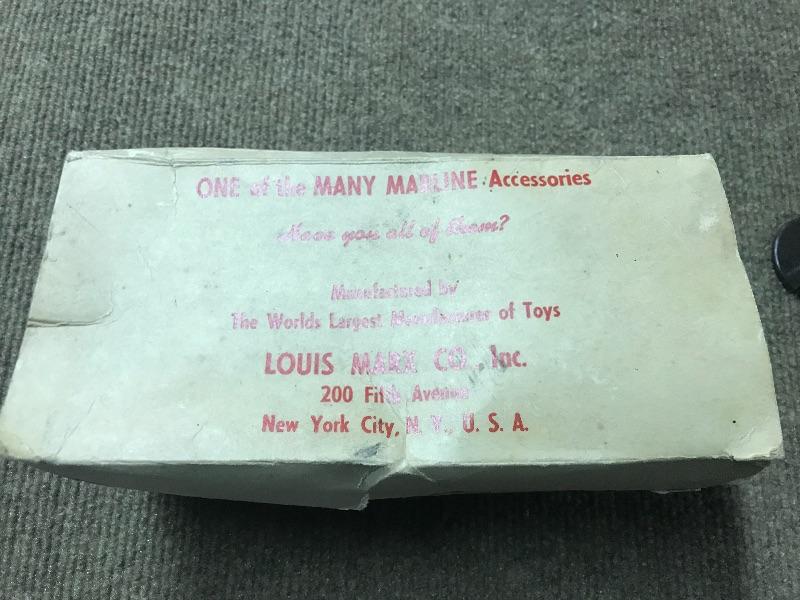 ONE of the MANY MARLINE Accessories
Have you all of them?
Manufactured by
The Worlds Largest Manufacturer of Toys
LOUIS MARX CO., Inc.
200 Fifth Avenue
New York City, N. Y., U. S. A.